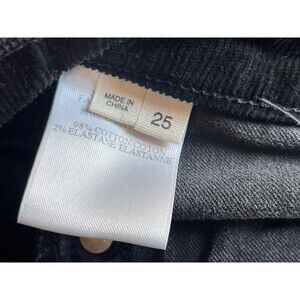 MADE IN
CHINA
25
98% COTTON COTON
2% ELASTANE ELASTANNE